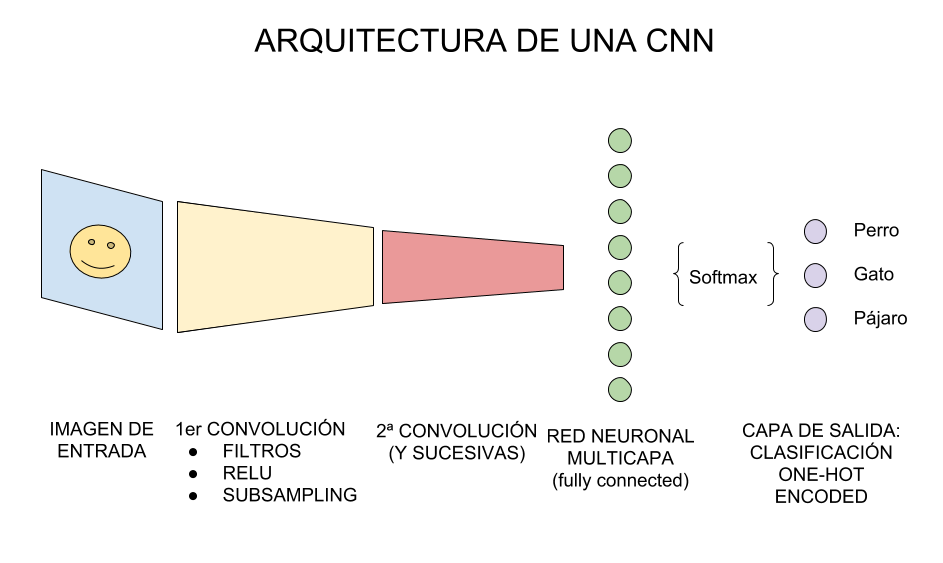 ARQUITECTURA DE UNA CNN
Perro
Gato
Softmax
Pájaro
IMAGEN DE
ENTRADA
1er CONVOLUCIÓN
● FILTROS
● RELU
● SUBSAMPLING
2ª CONVOLUCIÓN
(Y SUCESIVAS)
RED NEURONAL
MULTICAPA
(fully connected)
CAPA DE SALIDA:
CLASIFICACIÓN
ONE-HOT
ENCODED